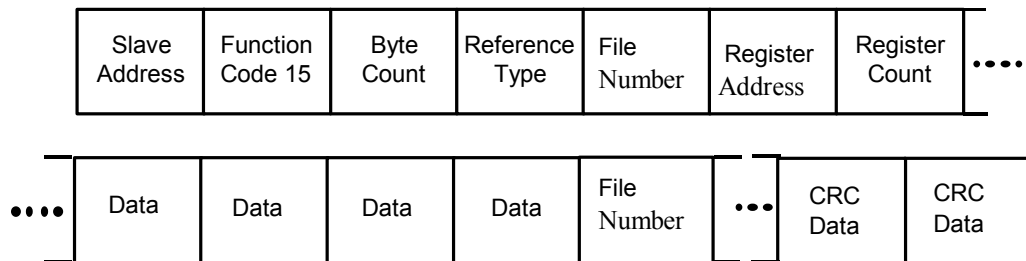 Slave
Address
Function
Code 15
Byte
Count
Reference
Type
File
Number
Register
Address
Register
Count
Data
Data
Data
Data
File
Number
CRC
Data
CRC
Data